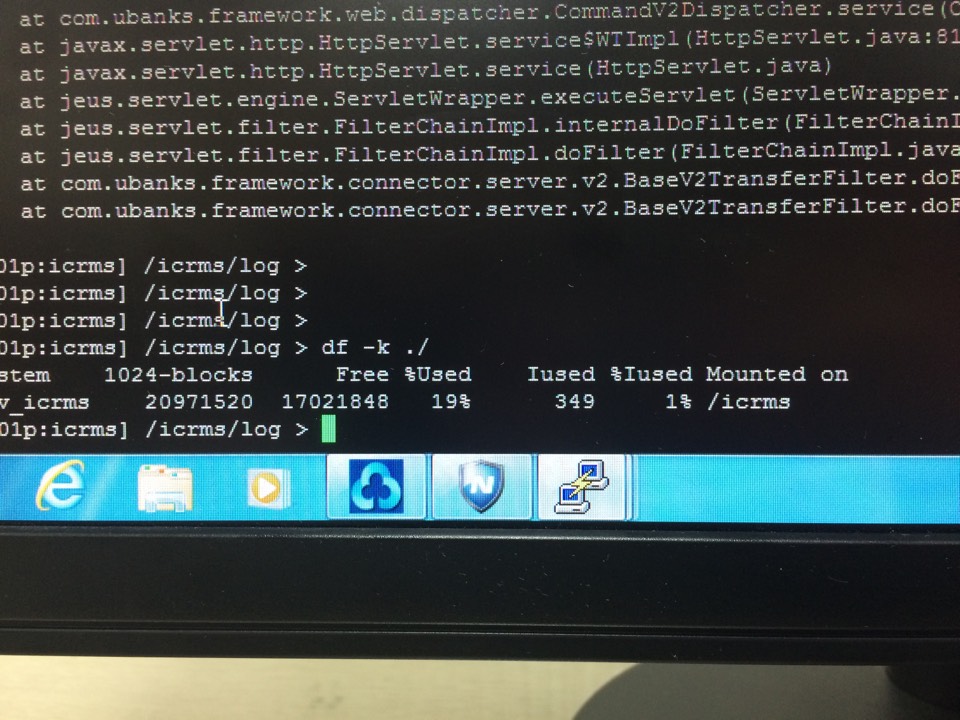 at com.ubanks.framework.web.dispatcher.CommandV2Dispatcher.service(C
at javax.servlet.http.HttpServlet.service$WTImpl(HttpServlet.java:81
at javax.servlet.http.HttpServlet.service(HttpServlet.java)
at jeus.servlet.engine.ServletWrapper.executeServlet(ServletWrapper.
at jeus.servlet.filter.FilterChainImpl.internalDoFilter(FilterChainI
at jeus.servlet.filter.FilterChainImpl.doFilter(FilterChainImpl.java
at com.ubanks.framework.connector.server.v2.BaseV2TransferFilter.doF
at com.ubanks.framework.connector.server.v2.BaseV2TransferFilter.doF
01p:icrms] /icrms/log >
01p:icrms] /icrms/log >
01p:icrms] /icrms/log >
01p:icrms] /icrms/log > df -k ./
stem 1024-blocks Free %Used Iused %Iused Mounted on
v_icrms 20971520 17021848 19% 349 1% /icrms
01p:icrms] /icrms/log >
N